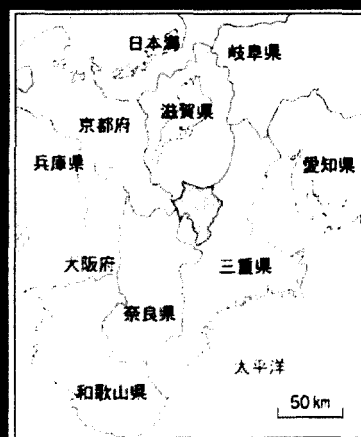 日本海
岐阜県
滋賀県
京都府
兵庫県
愛知県
大阪府
三重県
奈良県
太平洋
和歌山県
50 km